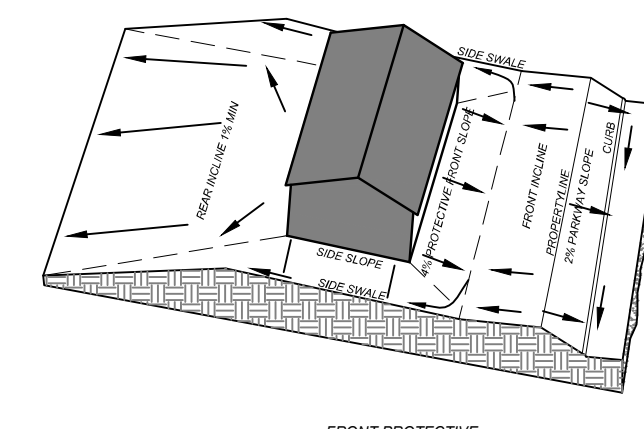 SIDE SWALE
REAR INCLINE 1% MIN
4% PROTECTIVE FRONT SLOPE
FRONT INCLINE
PROPERTYLINE
2% PARKWAY SLOPE
CURB
SIDE SLOPE
SIDE SWALE
FRONT PROTECTIVE